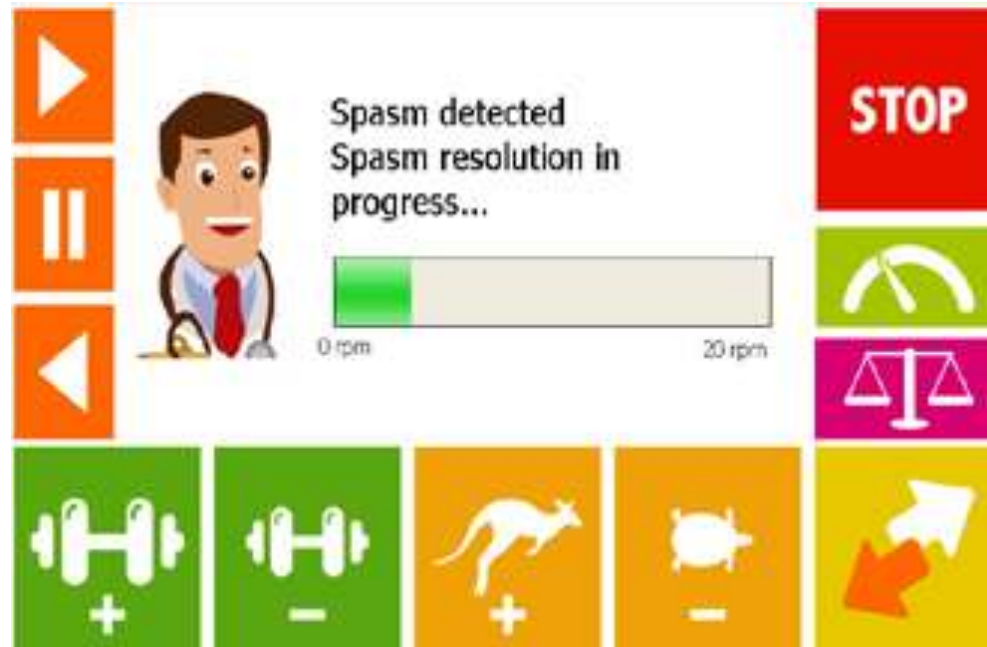 Spasm detected
Spasm resolution in
progress...
0 rpm
20 rpm
STOP
+
-
+
-